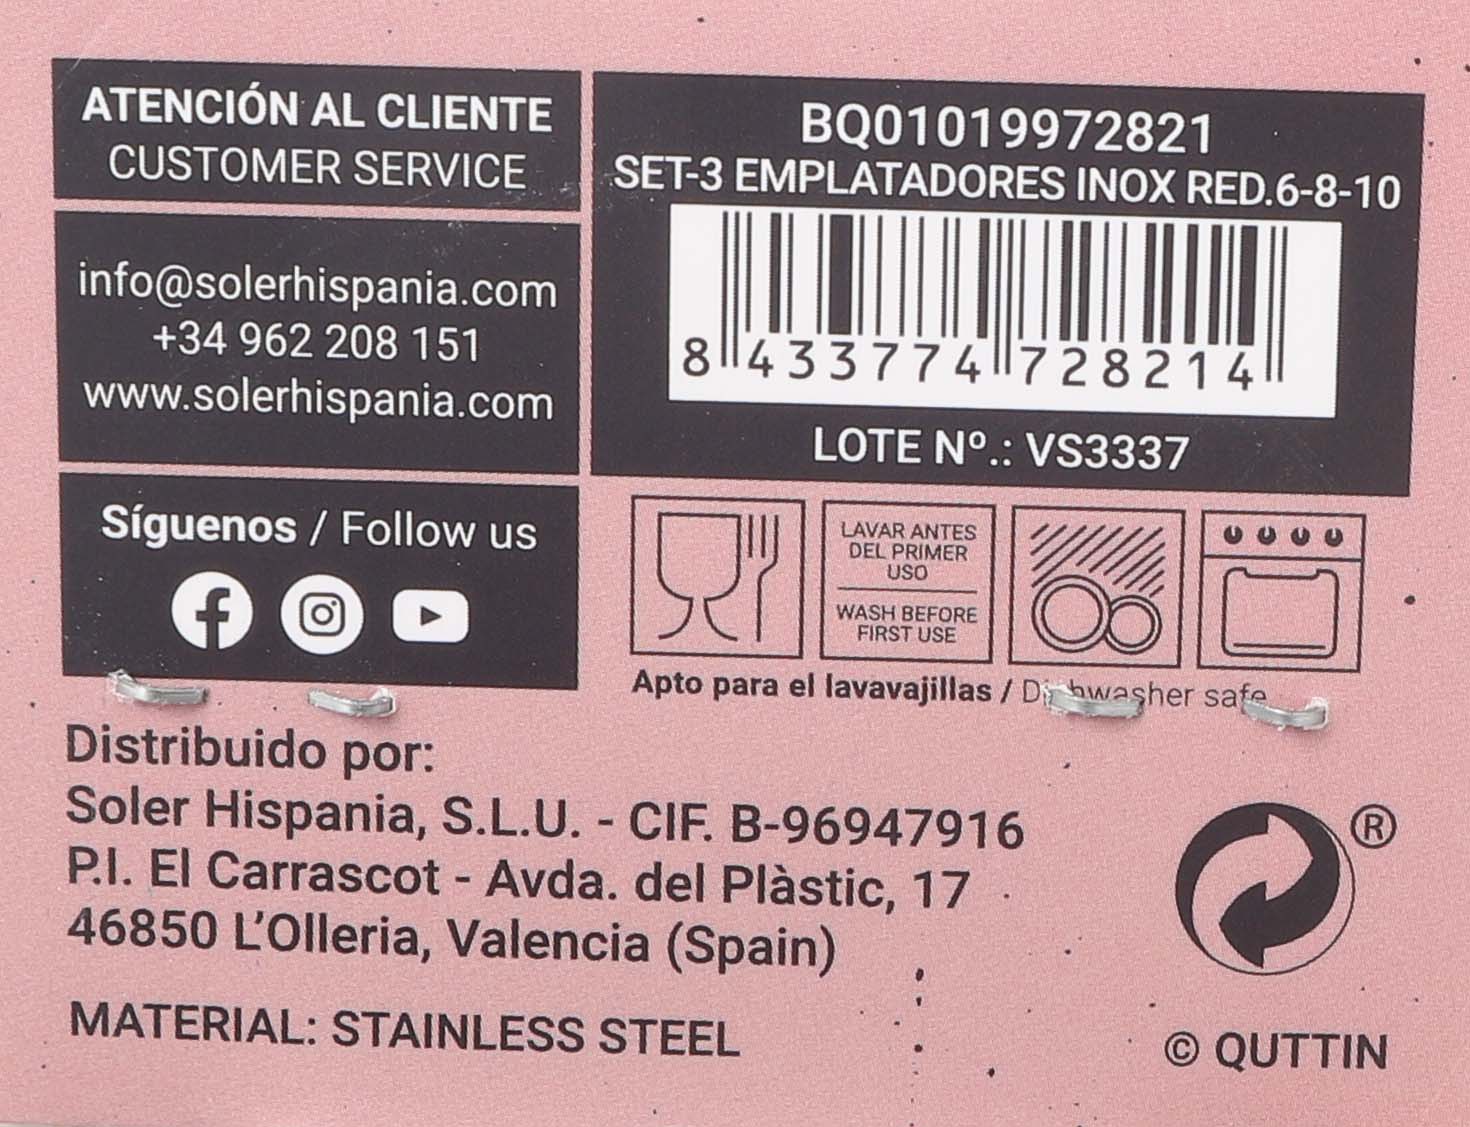 ATENCIÓN AL CLIENTE
CUSTOMER SERVICE
info@solerhispania.com
+34 962 208 151
www.solerhispania.com
Síguenos / Follow us
BQ01019972821
SET-3 EMPLATADORES INOX RED.6-8-10
8 433774 728214
LOTE Nº.: VS3337
LAVAR ANTES
DEL PRIMER
USO
WASH BEFORE
FIRST USE
Apto para el lavavajillas / Dishwasher safe
Distribuido por:
Soler Hispania, S.L.U. - CIF. B-96947916
P.I. El Carrascot - Avda. del Plàstic, 17
46850 L'Olleria, Valencia (Spain)
MATERIAL: STAINLESS STEEL
®
© QUTTIN